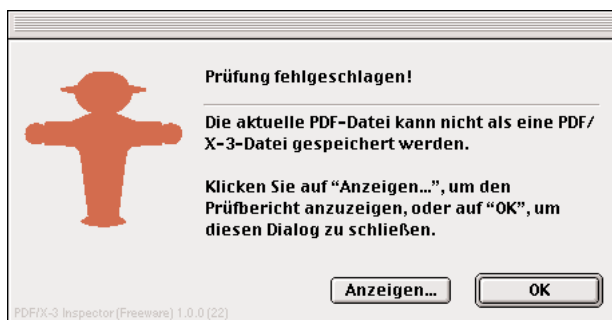 Prüfung fehlgeschlagen!
Die aktuelle PDF-Datei kann nicht als eine PDF/
X-3-Datei gespeichert werden.
Klicken Sie auf “Anzeigen…”, um den
Prüfbericht anzuzeigen, oder auf “OK”, um
diesen Dialog zu schließen.
Anzeigen…
OK
PDF/X-3 Inspector (Freeware) 1.0.0 (22)